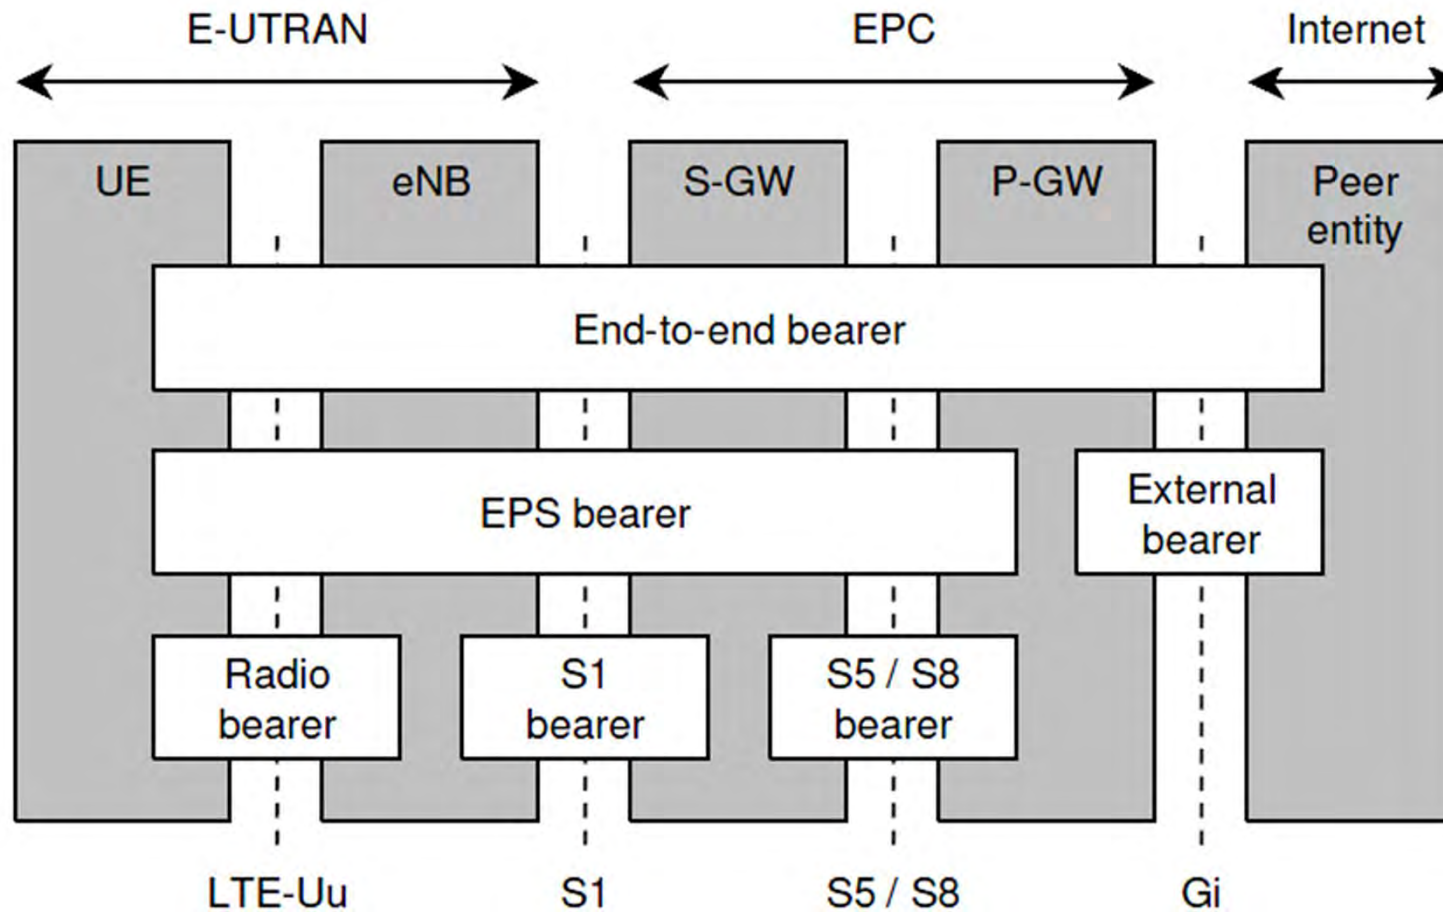 E-UTRAN
EPC
Internet
UE
eNB
S-GW
P-GW
Peer
entity
End-to-end bearer
EPS bearer
External
bearer
Radio
bearer
S1
bearer
S5 / S8
bearer
LTE-Uu
S1
S5 / S8
Gi